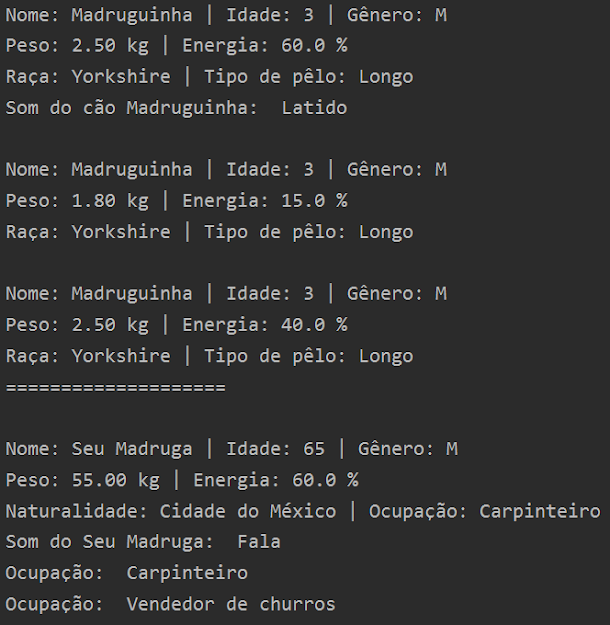 Nome: Madruguinha | Idade: 3 | Gênero: M
Peso: 2.50 kg | Energia: 60.0 %
Raça: Yorkshire | Tipo de pêlo: Longo
Som do cão Madruguinha:  Latido

Nome: Madruguinha | Idade: 3 | Gênero: M
Peso: 1.80 kg | Energia: 15.0 %
Raça: Yorkshire | Tipo de pêlo: Longo

Nome: Madruguinha | Idade: 3 | Gênero: M
Peso: 2.50 kg | Energia: 40.0 %
Raça: Yorkshire | Tipo de pêlo: Longo
====================

Nome: Seu Madruga | Idade: 65 | Gênero: M
Peso: 55.00 kg | Energia: 60.0 %
Naturalidade: Cidade do México | Ocupação: Carpinteiro
Som do Seu Madruga:  Fala
Ocupação:  Carpinteiro
Ocupação:  Vendedor de churros